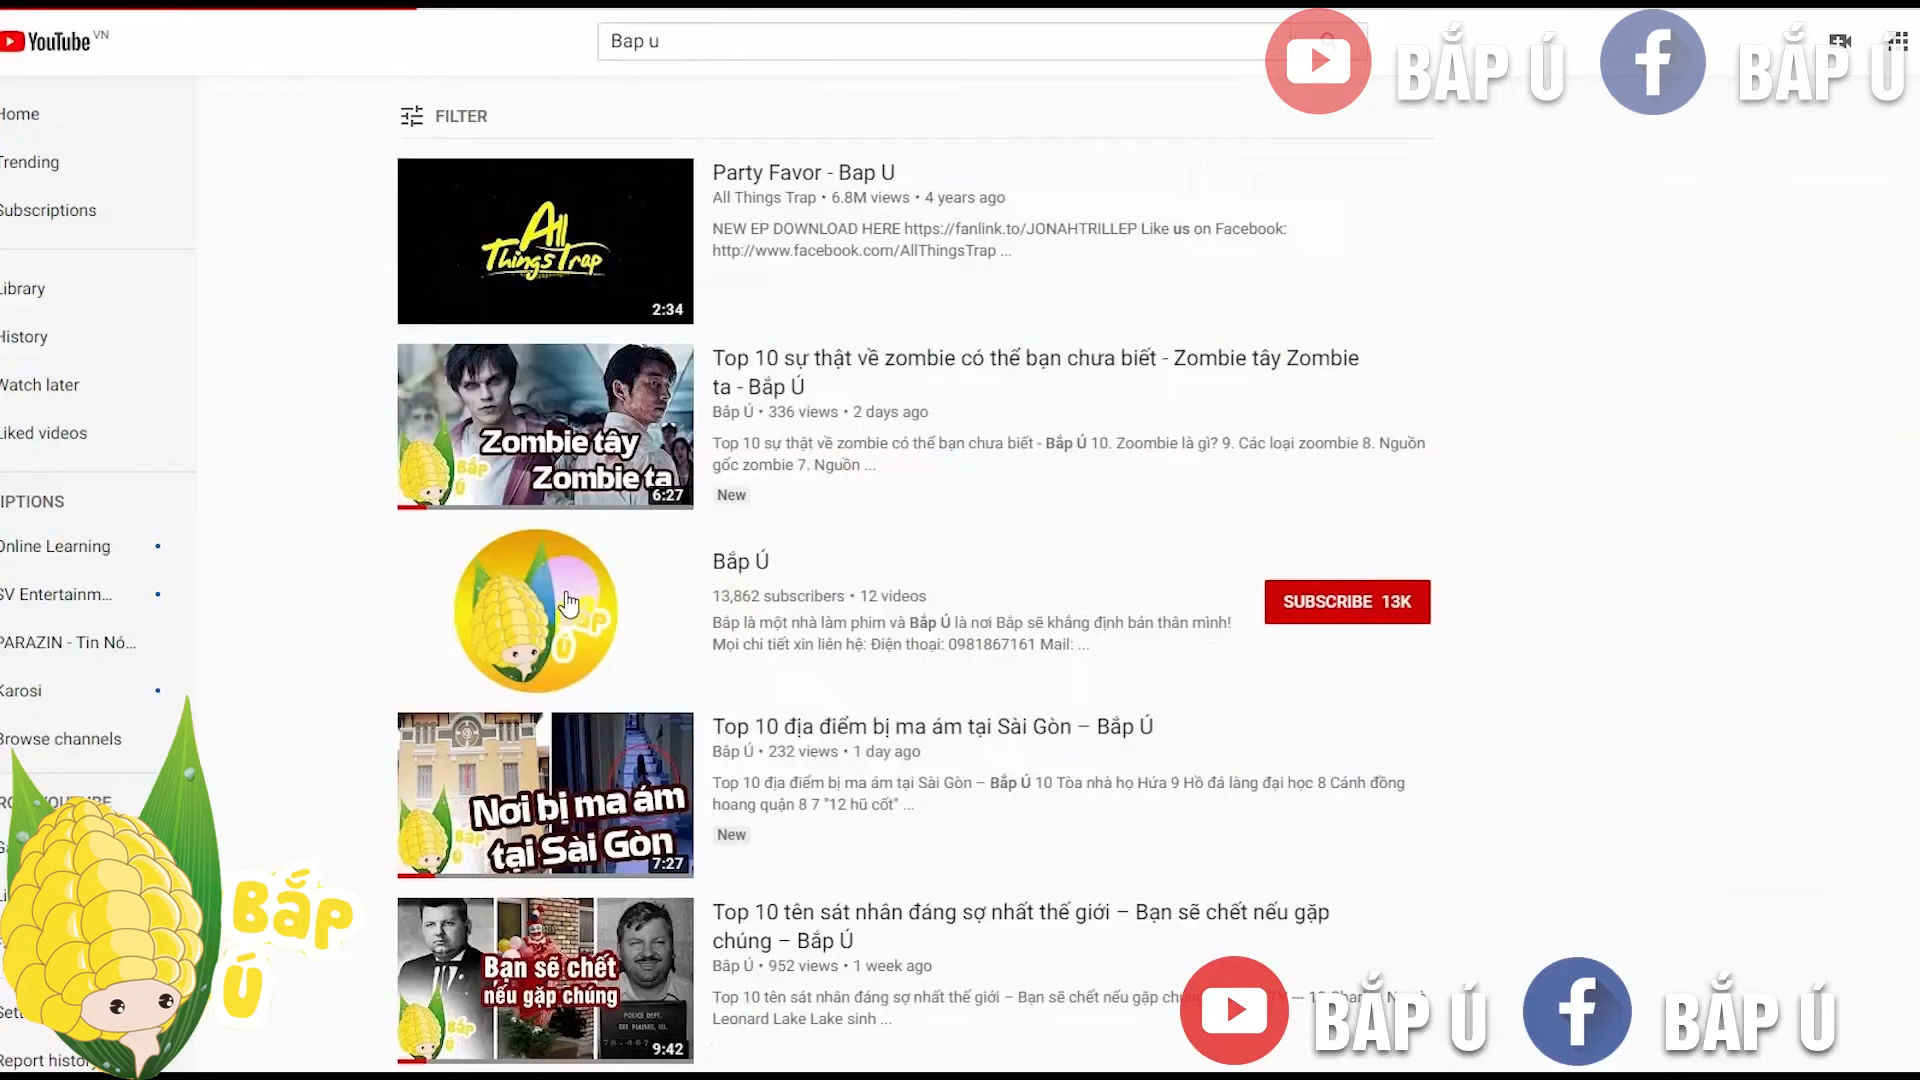 YouTube VN
Bap u
BẮP Ú
BẮP Ú
Home
Trending
Subscriptions
Library
History
Watch later
Liked videos
IPTIONS
Online Learning
SV Entertainm...
PARAZIN - Tin Nó...
Karosi
Browse channels
FILTER
All
Things Trap
2:34
Party Favor - Bap U
All Things Trap • 6.8M views • 4 years ago
NEW EP DOWNLOAD HERE https://fanlink.to/JONAHTRILLEP Like us on Facebook:
http://www.facebook.com/AllThingsTrap ...
Zombie tây
Zombie ta
Bắp
Ú
6:27
Top 10 sự thật về zombie có thể bạn chưa biết - Zombie tây Zombie
ta - Bắp Ú
Bắp Ú • 336 views • 2 days ago
Top 10 sự thật về zombie có thể bạn chưa biết - Bắp Ú 10. Zoombie là gì? 9. Các loại zoombie 8. Nguồn
gốc zombie 7. Nguồn ...
New
Bắp Ú
13,862 subscribers • 12 videos
Bắp là một nhà làm phim và Bắp Ú là nơi Bắp sẽ khẳng định bản thân mình!
Mọi chi tiết xin liên hệ: Điện thoại: 0981867161 Mail: ...
SUBSCRIBE 13K
Nơi bị ma ám
tại Sài Gòn
Bắp
Ú
7:27
Top 10 địa điểm bị ma ám tại Sài Gòn – Bắp Ú
Bắp Ú • 232 views • 1 day ago
Top 10 địa điểm bị ma ám tại Sài Gòn – Bắp Ú 10 Tòa nhà họ Hứa 9 Hồ đá làng đại học 8 Cánh đồng
hoang quận 8 7 "12 hũ cốt" ...
New
Bạn sẽ chết
nếu gặp chúng
Bắp
Ú
POLICE DEPT.
DES PLAINES, ILL.
9:42
Top 10 tên sát nhân đáng sợ nhất thế giới – Bạn sẽ chết nếu gặp
chúng – Bắp Ú
Bắp Ú • 952 views • 1 week ago
Top 10 tên sát nhân đáng sợ nhất thế giới – Bạn sẽ chết nếu gặp
Leonard Lake Lake sinh ...
Bắp
Ú
Report history
BẮP Ú
BẮP Ú